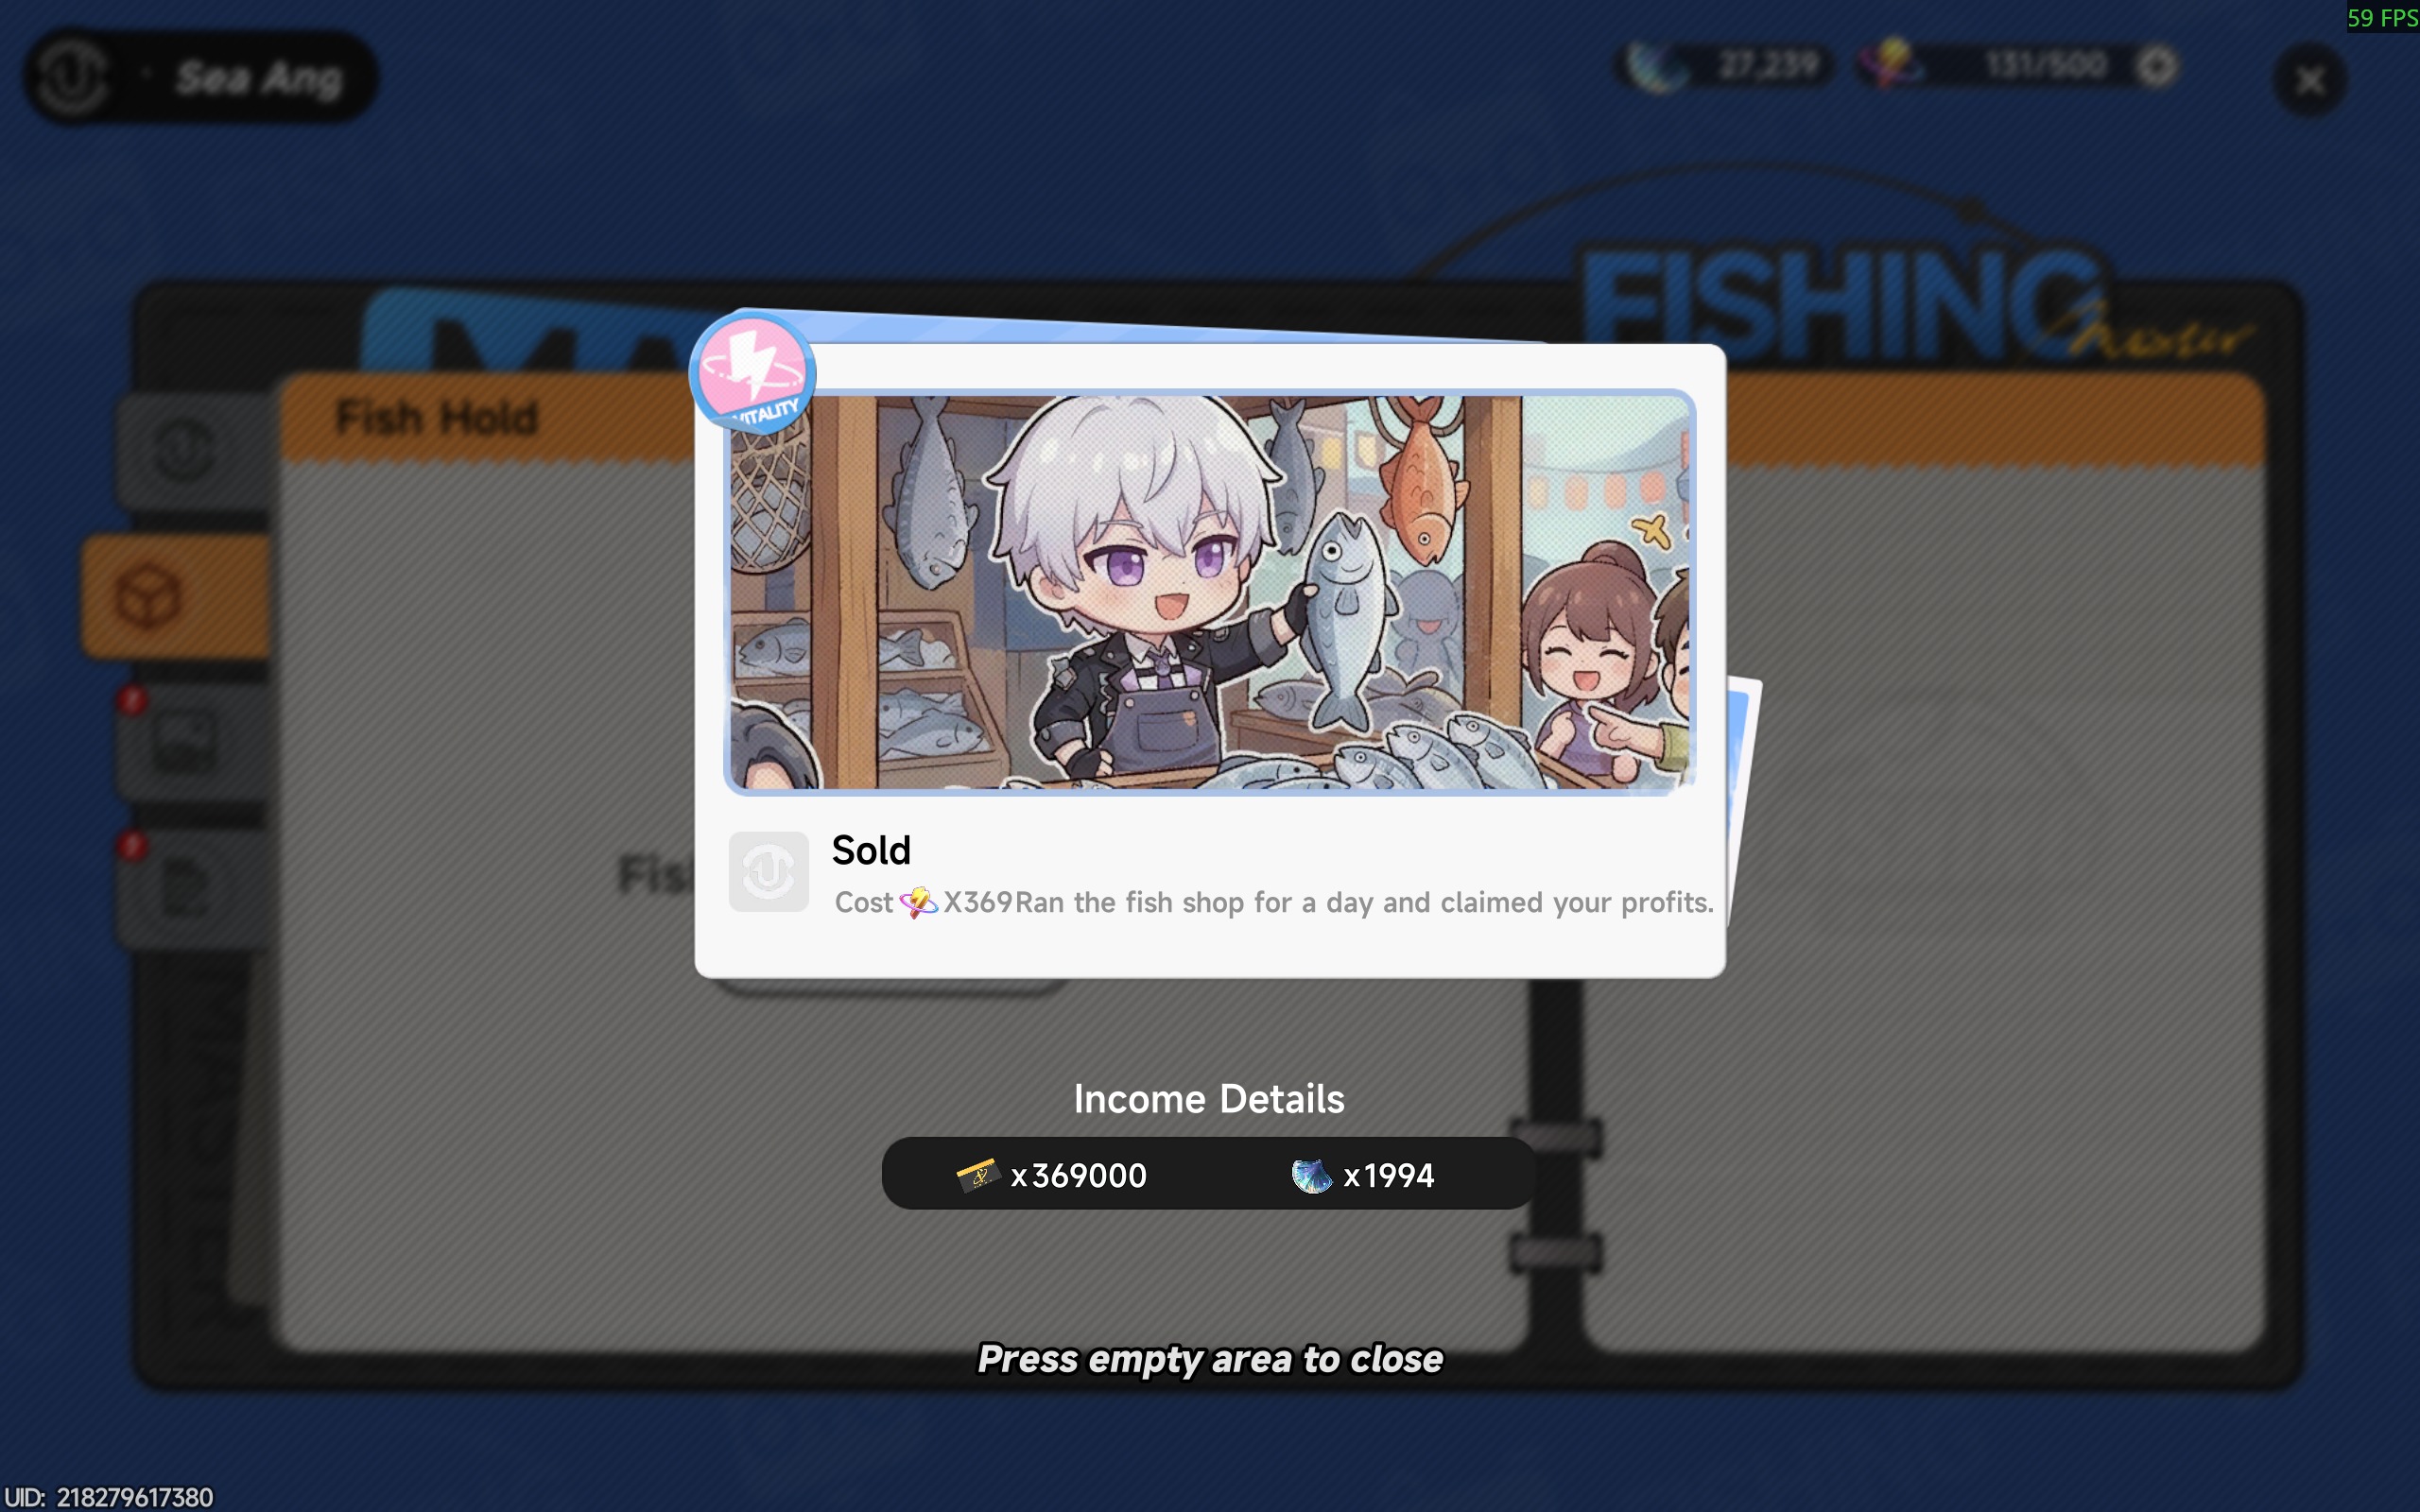 59 FPS
Sea Ang
27,239
131/500
FISHING
Master
Fish Hold
VITALITY
Sold
Cost X369Ran the fish shop for a day and claimed your profits.
Income Details
x369000
x1994
Press empty area to close
UID: 218279617380